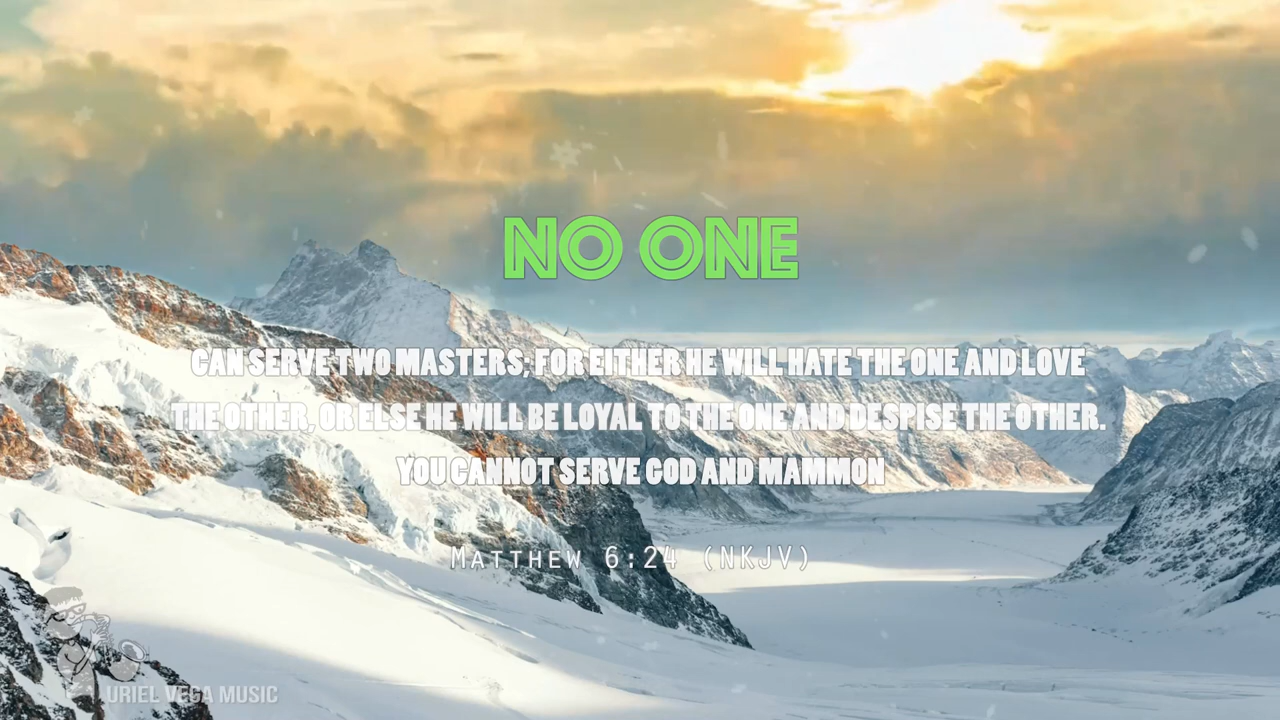 NO ONE
CAN SERVE TWO MASTERS; FOR EITHER HE WILL HATE THE ONE AND LOVE
THE OTHER, OR ELSE HE WILL BE LOYAL TO THE ONE AND DESPISE THE OTHER.
YOU CANNOT SERVE GOD AND MAMMON
MATTHEW 6:24 (NKJV)
URIEL VEGA MUSIC